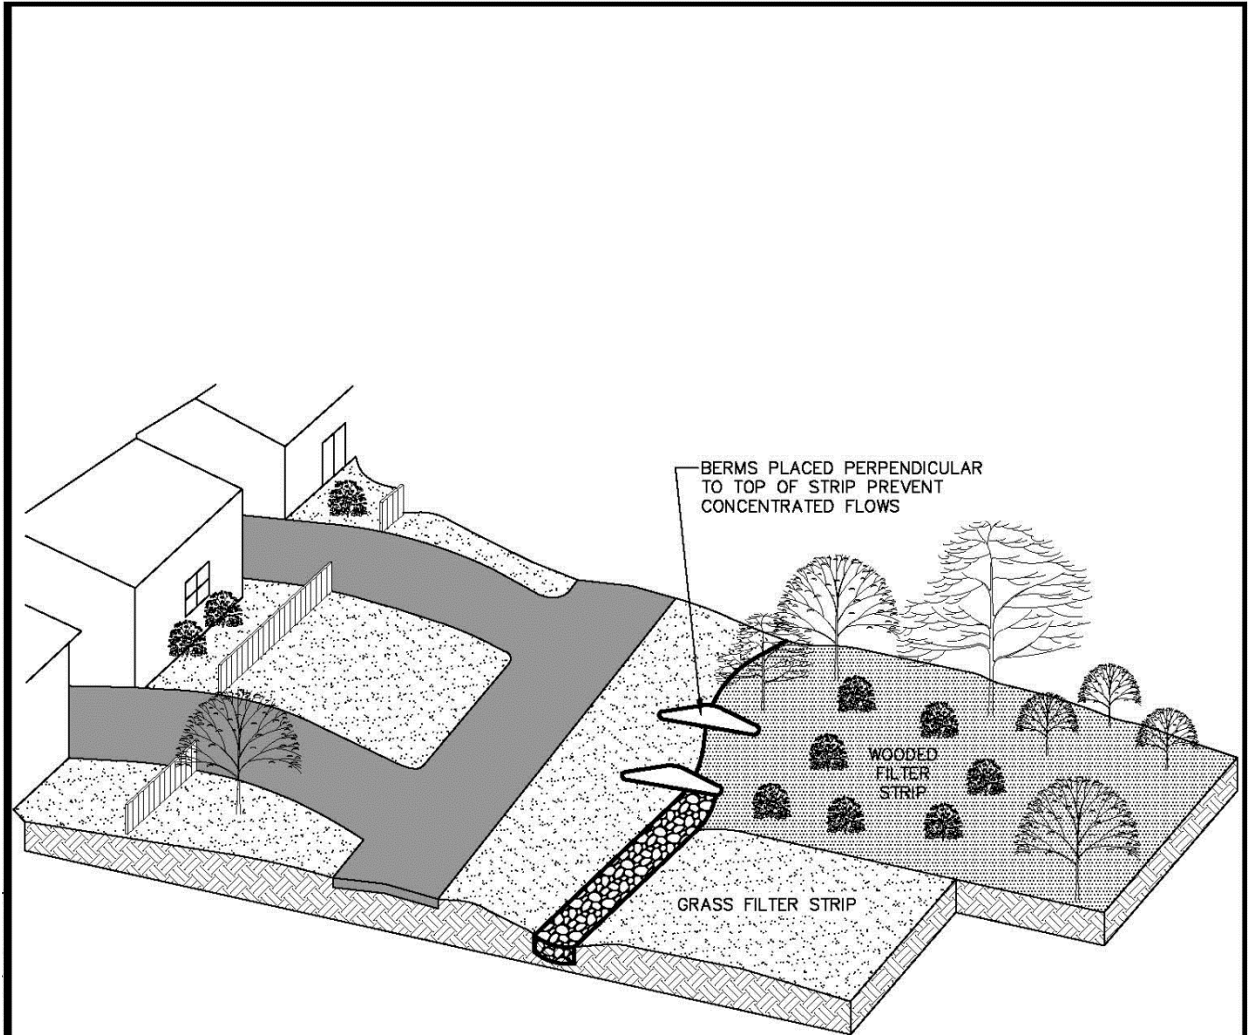 BERMS PLACED PERPENDICULAR
TO TOP OF STRIP PREVENT
CONCENTRATED FLOWS
WOODED
FILTER
STRIP
GRASS FILTER STRIP